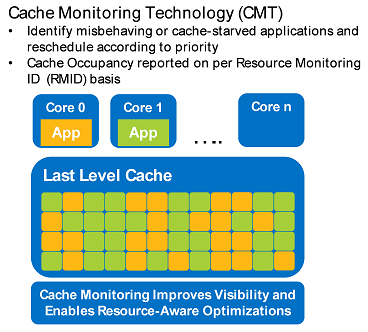 Cache Monitoring Technology (CMT)
• Identify misbehaving or cache-starved applications and
reschedule according to priority
• Cache Occupancy reported on per Resource Monitoring
ID (RMID) basis
Core 0 Core 1 Core n
App App ....
Last Level Cache
Cache Monitoring Improves Visibility and
Enables Resource-Aware Optimizations